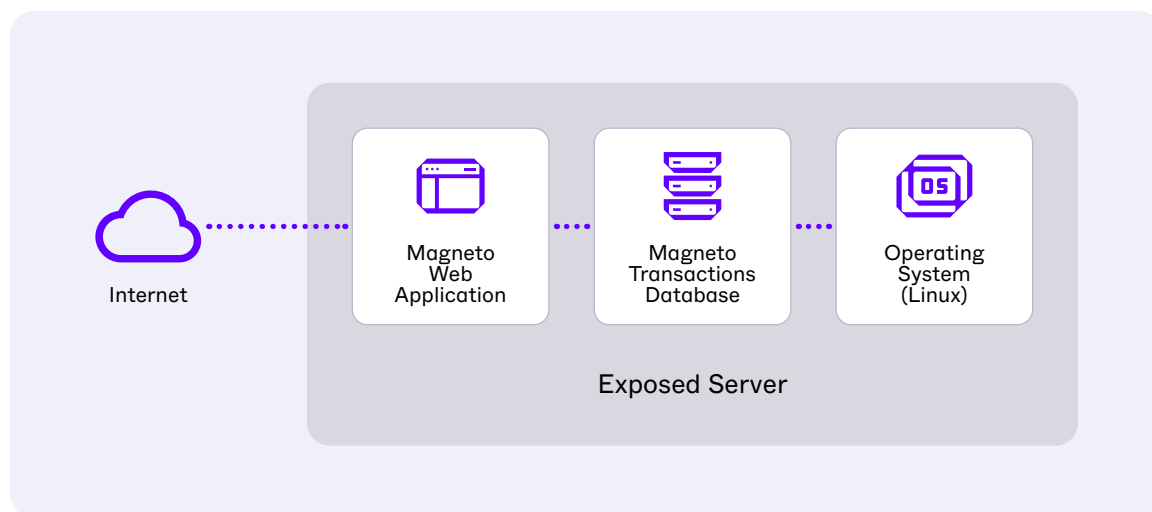 Internet
Magneto
Web
Application
Magneto
Transactions
Database
OS
Operating
System
(Linux)
Exposed Server